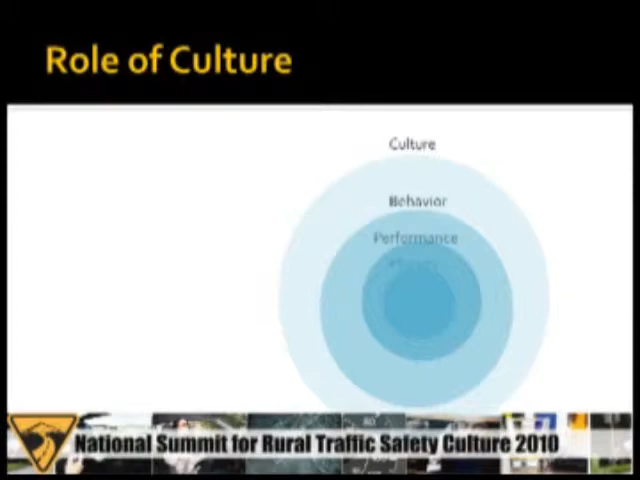 Role of Culture
Culture
Behavior
Performance
National Summit for Rural Traffic Safety Culture 2010